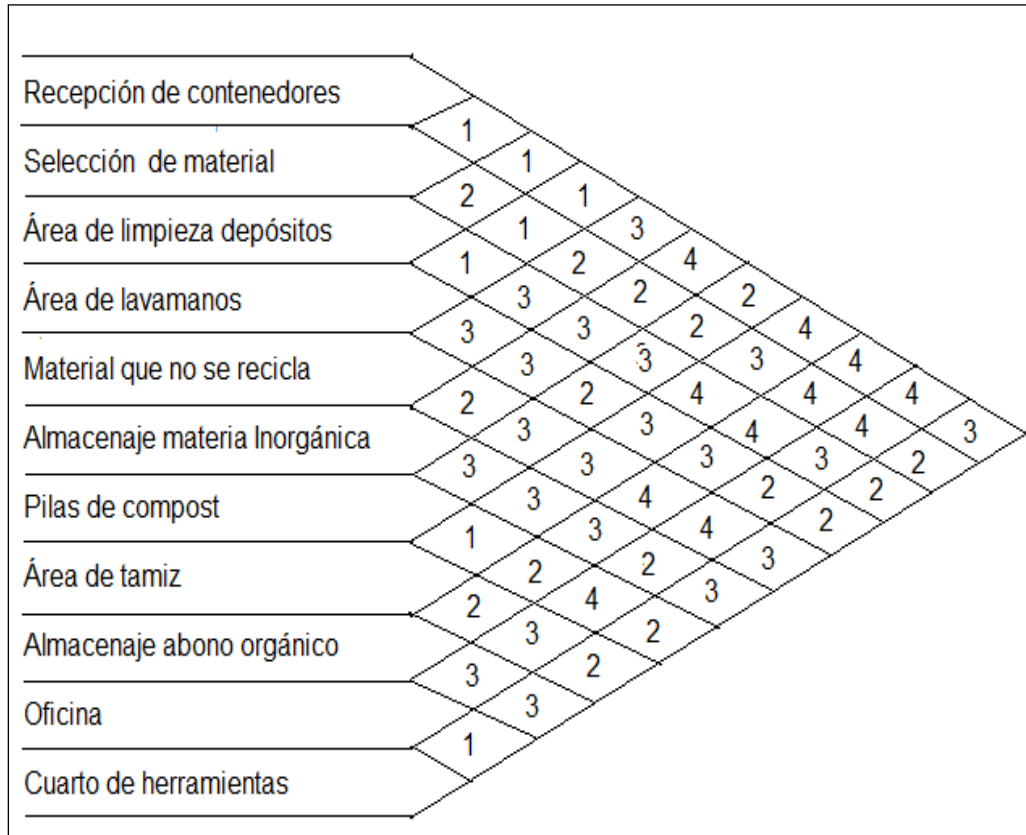 Recepción de contenedores
1
Selección de material 1
2 1
Área de limpieza depósitos 1 3
1 2 4
Área de lavamanos 3 2 2
3 3 2 4
Material que no se recicla 3 3 3 4
2 2 4 4 4
Almacenaje materia Inorgánica 3 3 4 4 3
3 3 3 3 2
Pilas de compost 3 4 2 2
1 3 4 2
Área de tamiz 2 2 3
2 4 3
Almacenaje abono orgánico 3 2
3 2
Oficina 3
1
Cuarto de herramientas